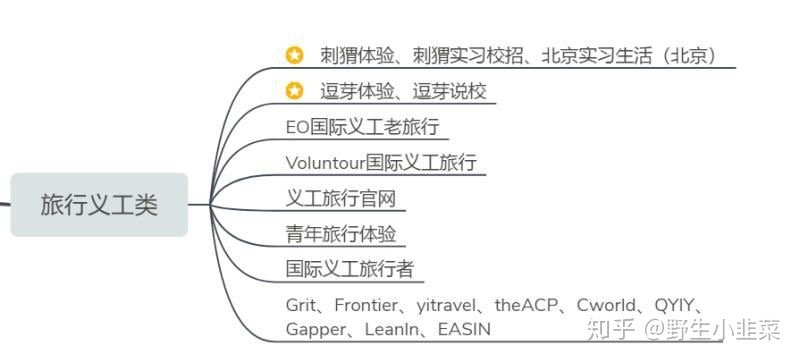 刺猬体验、刺猬实习校招、北京实习生活（北京）
逗芽体验、逗芽说校
EO国际义工老旅行
Voluntour国际义工旅行
旅行义工类
义工旅行官网
青年旅行体验
国际义工旅行者
Grit、Frontier、yitravel、theACP、Cworld、QYIY、
Gapper、LeanIn、EASIN
知乎 @野生小韭菜